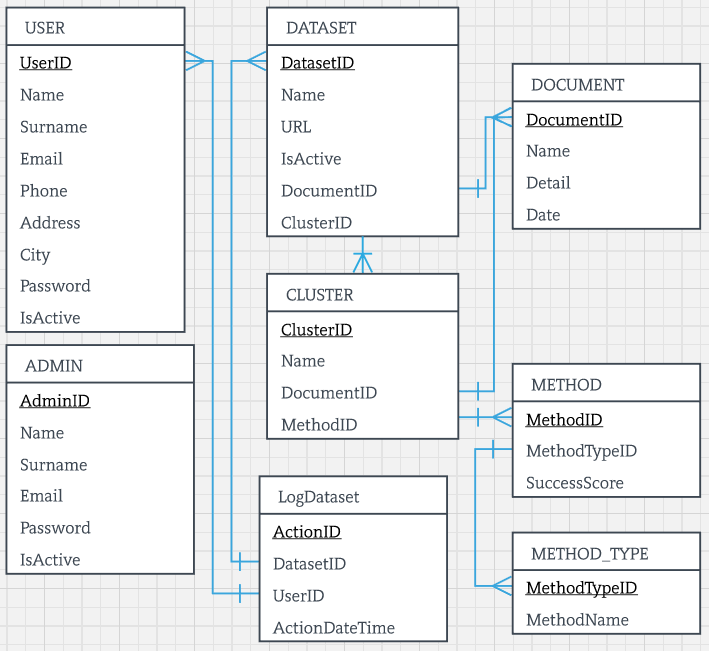 USER
UserID
Name
Surname
Email
Phone
Address
City
Password
IsActive
ADMIN
AdminID
Name
Surname
Email
Password
IsActive
DATASET
DatasetID
Name
URL
IsActive
DocumentID
ClusterID
CLUSTER
ClusterID
Name
DocumentID
MethodID
LogDataset
ActionID
DatasetID
UserID
ActionDateTime
DOCUMENT
DocumentID
Name
Detail
Date
METHOD
MethodID
MethodTypeID
SuccessScore
METHOD_TYPE
MethodTypeID
MethodName